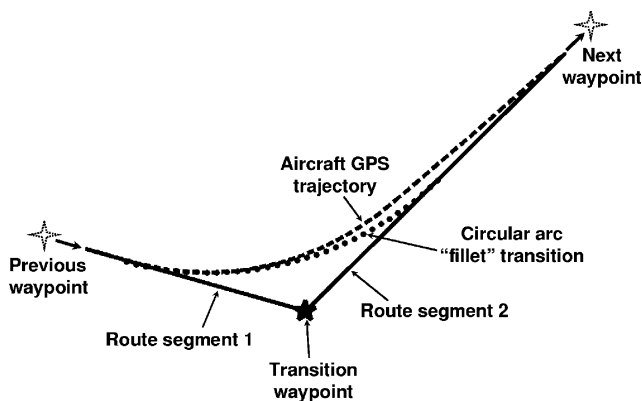 Next
waypoint
Aircraft GPS
trajectory
Circular arc
“fillet” transition
Previous
waypoint
Route segment 2
Route segment 1
Transition
waypoint